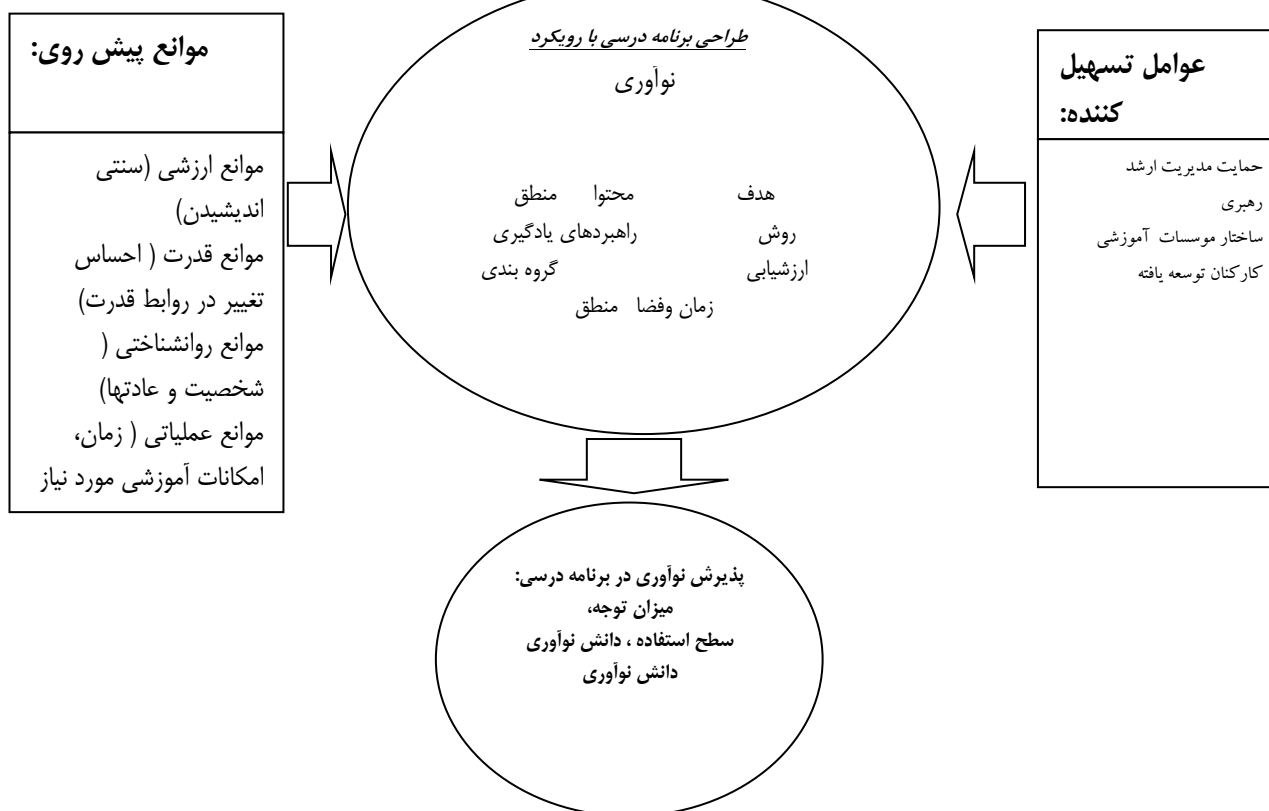 عوامل تسهیل
کننده:
حمایت مدیریت ارشد
رهبری
ساختار موسسات آموزشی
کارکنان توسعه یافته
طراحی برنامه درسی با رویکرد
نوآوری
هدف محتوا منطق
روش راهبردهای یادگیری
ارزشیابی گروه بندی
زمان وفضا منطق
موانع پیش روی:
موانع ارزشی (سنتی
اندیشیدن)
موانع قدرت ( احساس
تغییر در روابط قدرت)
موانع روانشناختی (
شخصیت و عادتها)
موانع عملیاتی ( زمان،
امکانات آموزشی مورد نیاز
پذیرش نوآوری در برنامه درسی:
میزان توجه،
سطح استفاده ، دانش نوآوری
دانش نوآوری